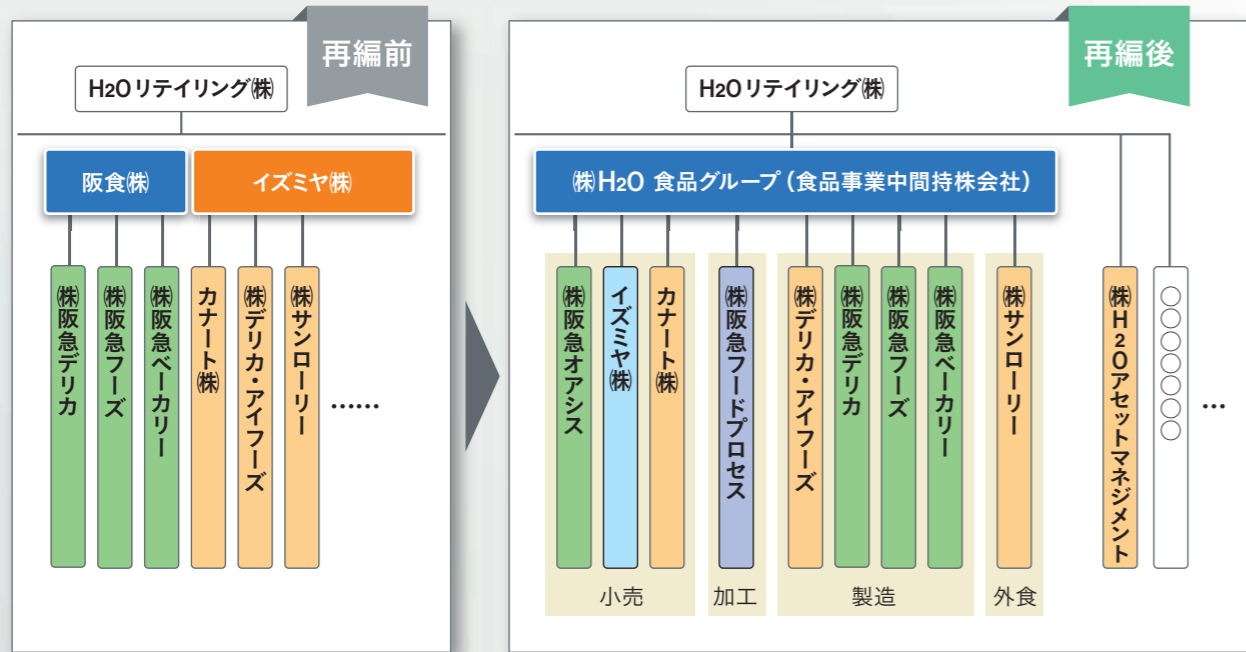 再編前
H2Oリテイリング㈱
阪食㈱
イズミヤ㈱
㈱阪急デリカ
㈱阪急フーズ
㈱阪急ベーカリー
カナート㈱
㈱デリカ・アイフーズ
㈱サンローリー
……
再編後
H2Oリテイリング㈱
㈱H2O 食品グループ(食品事業中間持株会社)
㈱阪急オアシス
イズミヤ㈱
カナート㈱
㈱阪急フードプロセス
㈱デリカ・アイフーズ
㈱阪急デリカ
㈱阪急フーズ
㈱阪急ベーカリー
㈱サンローリー
㈱H2Oアセットマネジメント
○○○○○○○
…
小売
加工
製造
外食